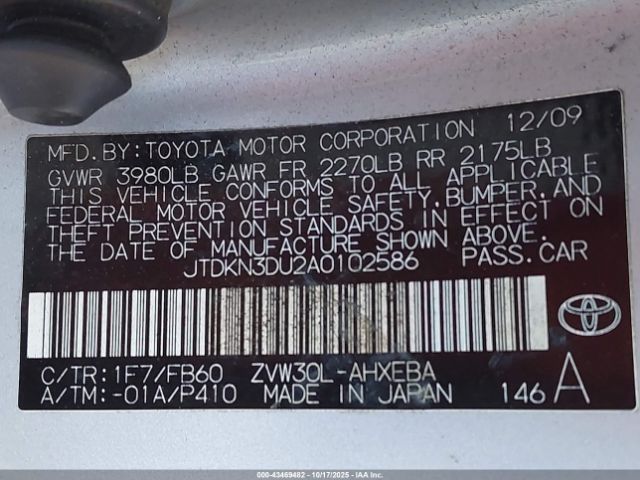 MFD. BY: TOYOTA MOTOR CORPORATION 12/09
GVWR 3980LB GAWR FR 2270LB RR 2175LB
THIS VEHICLE CONFORMS TO ALL APPLICABLE
FEDERAL MOTOR VEHICLE SAFETY, BUMPER, AND
THEFT PREVENTION STANDARDS IN EFFECT ON
THE DATE OF MANUFACTURE SHOWN ABOVE.
JTDKN3DU2A0102586 PASS. CAR
C/TR: 1F7/FB60 ZVW30L-AHXEBA
A/TM: -01A/P410 MADE IN JAPAN 146 A
000-43469482 | 10/17/2025 | IAA Inc.